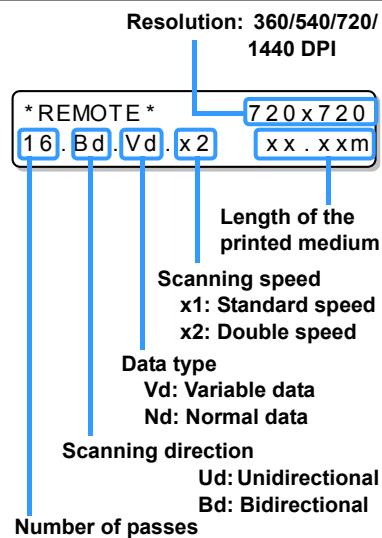 Resolution: 360/540/720/
1440 DPI
*REMOTE* 720x720
16.Bd.Vd.x2 xx.xxm
Length of the
printed medium
Scanning speed
x1: Standard speed
x2: Double speed
Data type
Vd: Variable data
Nd: Normal data
Scanning direction
Ud: Unidirectional
Bd: Bidirectional
Number of passes